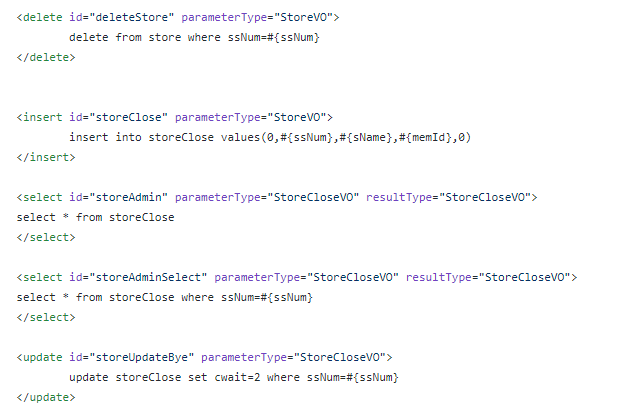 <delete id="deleteStore" parameterType="StoreVO">
delete from store where ssNum=#{ssNum}
</delete>
<insert id="storeClose" parameterType="StoreVO">
insert into storeClose values(0,#{ssNum},#{sName},#{memId},0)
</insert>
<select id="storeAdmin" parameterType="StoreCloseVO" resultType="StoreCloseVO">
select * from storeClose
</select>
<select id="storeAdminSelect" parameterType="StoreCloseVO" resultType="StoreCloseVO">
select * from storeClose where ssNum=#{ssNum}
</select>
<update id="storeUpdateBye" parameterType="StoreCloseVO">
update storeClose set cwait=2 where ssNum=#{ssNum}
</update>